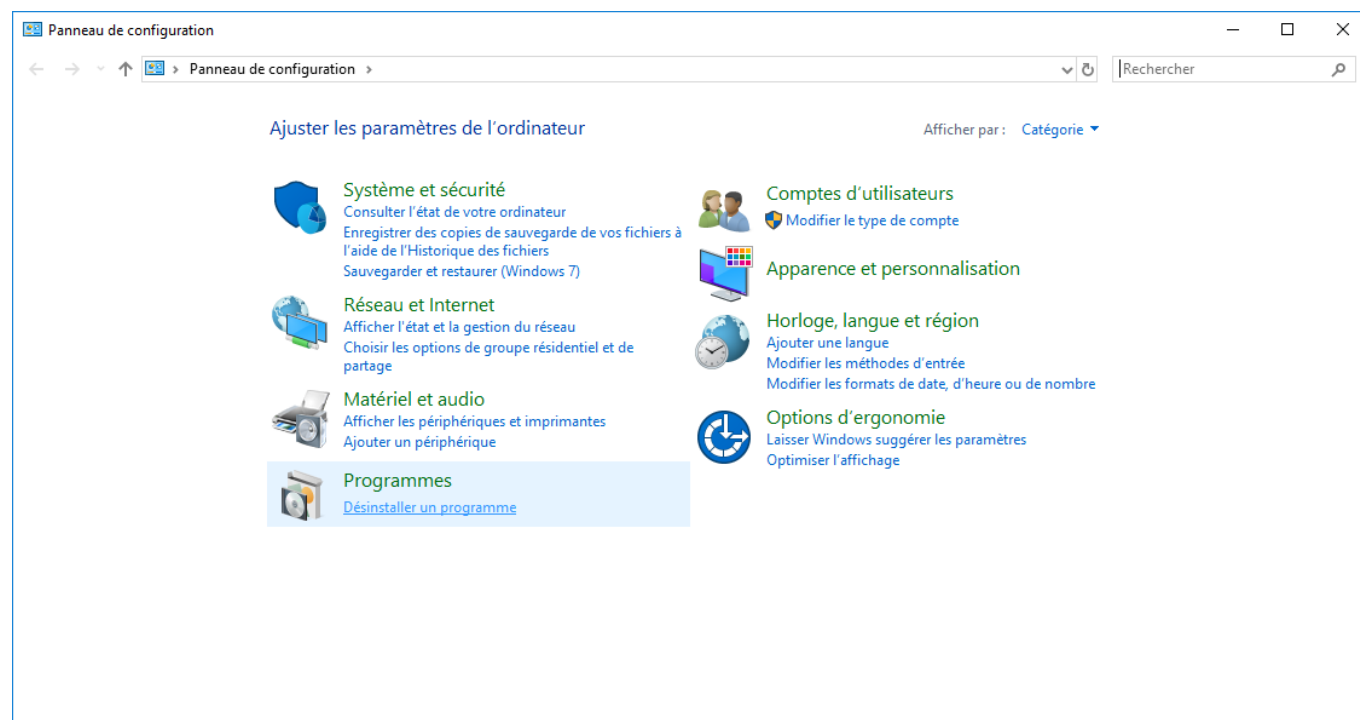 Panneau de configuration
Panneau de configuration
Rechercher
Ajuster les paramètres de l'ordinateur
Afficher par : Catégorie
Système et sécurité
Consulter l'état de votre ordinateur
Enregistrer des copies de sauvegarde de vos fichiers à
l'aide de l'Historique des fichiers
Sauvegarder et restaurer (Windows 7)
Réseau et Internet
Afficher l'état et la gestion du réseau
Choisir les options de groupe résidentiel et de
partage
Matériel et audio
Afficher les périphériques et imprimantes
Ajouter un périphérique
Programmes
Désinstaller un programme
Comptes d'utilisateurs
Modifier le type de compte
Apparence et personnalisation
Horloge, langue et région
Ajouter une langue
Modifier les méthodes d'entrée
Modifier les formats de date, d'heure ou de nombre
Options d'ergonomie
Laisser Windows suggérer les paramètres
Optimiser l'affichage